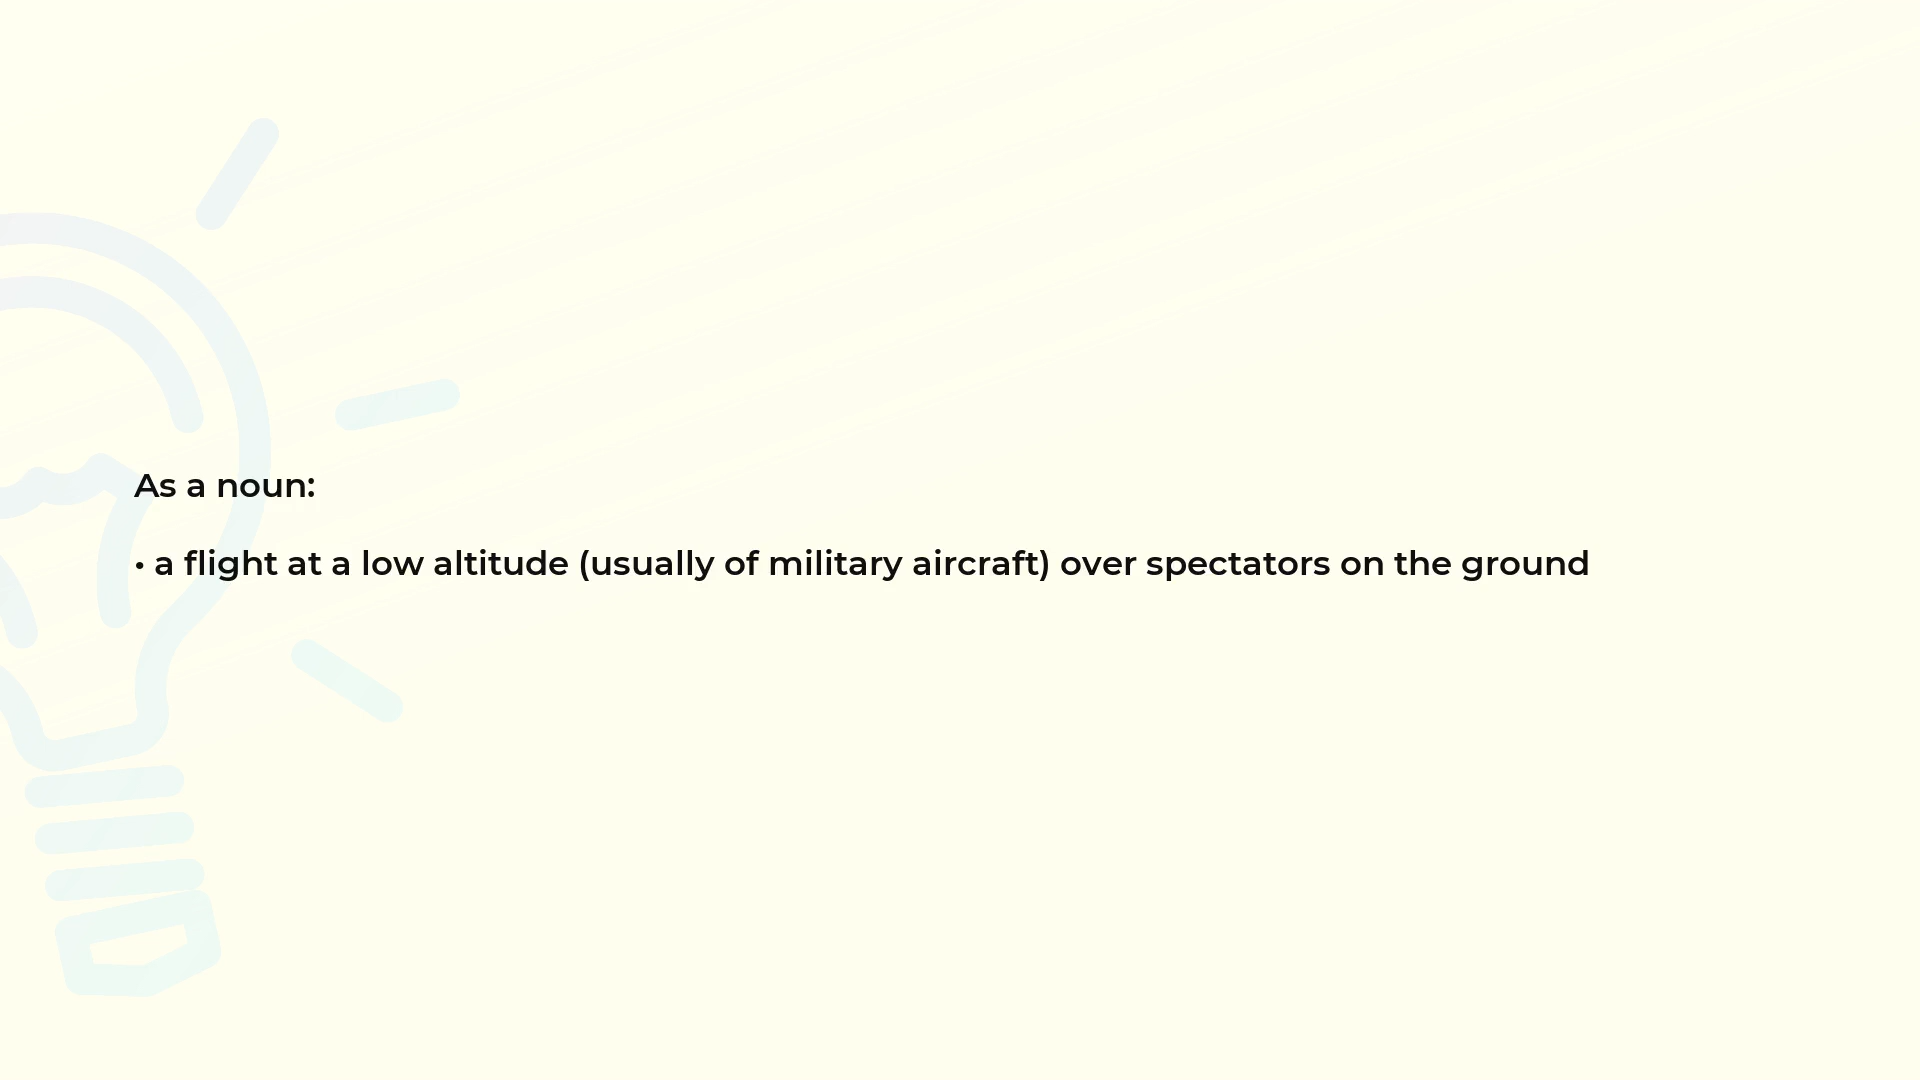 As a noun:
• a flight at a low altitude (usually of military aircraft) over spectators on the ground